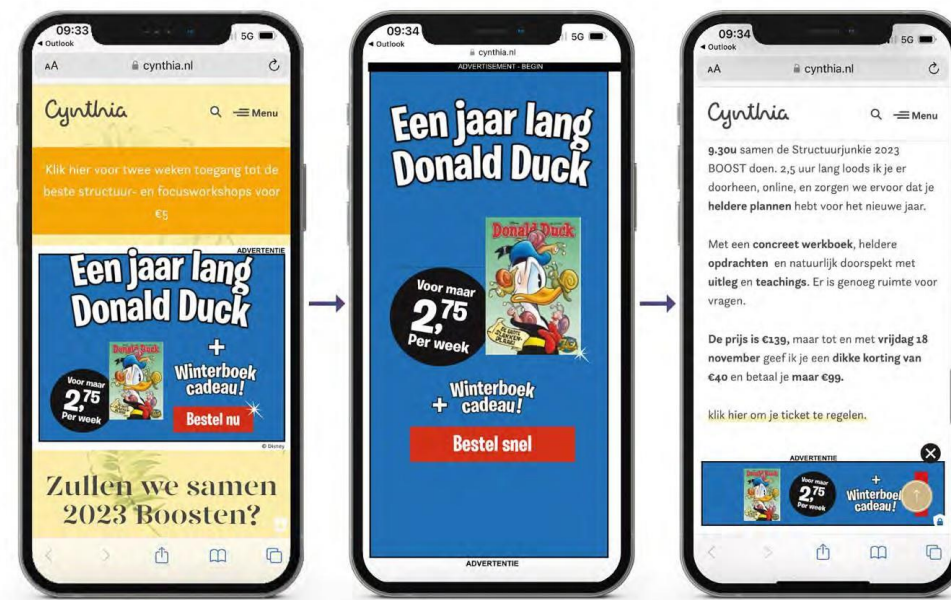 09:33
5G
Outlook
AA
cynthia.nl
Cynthia
Menu
Klik hier voor twee weken toegang tot de
beste structuur- en focusworkshops voor
€5
ADVERTENTIE
Een jaar lang
Donald Duck
Donald Duck
+
Winterboek
cadeau!
Voor maar
2,75
Per week
Bestel nu
© Disney
Zullen we samen
2023 Boosten?
09:34
5G
Outlook
cynthia.nl
ADVERTISEMENT - BEGIN
Een jaar lang
Donald Duck
Donald Duck
Voor maar
2,75
Per week
+ Winterboek
cadeau!
Bestel snel
ADVERTENTIE
09:34
5G
Outlook
AA
cynthia.nl
Cynthia
Menu
9.30u samen de Structuurjunkie 2023
BOOST doen. 2,5 uur lang loods ik je er
doorheen, online, en zorgen we ervoor dat je
heldere plannen hebt voor het nieuwe jaar.
Met een concreet werkboek, heldere
opdrachten en natuurlijk doorspekt met
uitleg en teachings. Er is genoeg ruimte voor
vragen.
De prijs is €139, maar tot en met vrijdag 18
november geef ik je een dikke korting van
€40 en betaal je maar €99.
klik hier om je ticket te regelen.
ADVERTENTIE
Voor maar
2,75
Per week
+
Winterboek
cadeau!